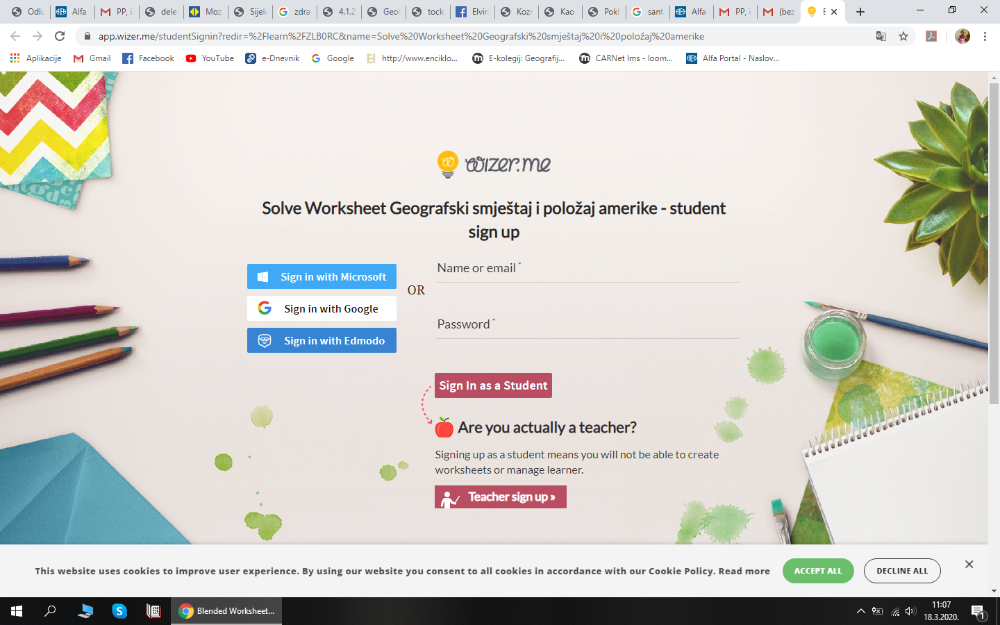 Odlu
Alfa
PP, i:
dele
Moz
Sijel
zdra
4.1.2
Geo
tock
Elvir
Kozr
Kao
Pokl
sant
Alfa
PP, i:
(bez
app.wizer.me/studentSignin?redir=%2Flearn%2FZLB0RC&name=Solve%20Worksheet%20Geografski%20smještaj%20i%20položaj%20amerike
Aplikacije Gmail Facebook YouTube e-Dnevnik Google http://www.enciklo... E-kolegij: Geografij... CARNet lms - loom... Alfa Portal - Naslov...
wizer.me
Solve Worksheet Geografski smještaj i položaj amerike - student
sign up
Sign in with Microsoft
Sign in with Google
Sign in with Edmodo
OR
Name or email *
Password *
Sign In as a Student
Are you actually a teacher?
Signing up as a student means you will not be able to create
worksheets or manage learner.
Teacher sign up »
This website uses cookies to improve user experience. By using our website you consent to all cookies in accordance with our Cookie Policy. Read more
ACCEPT ALL
DECLINE ALL
Blended Worksheet...
11:07
18.3.2020.
1